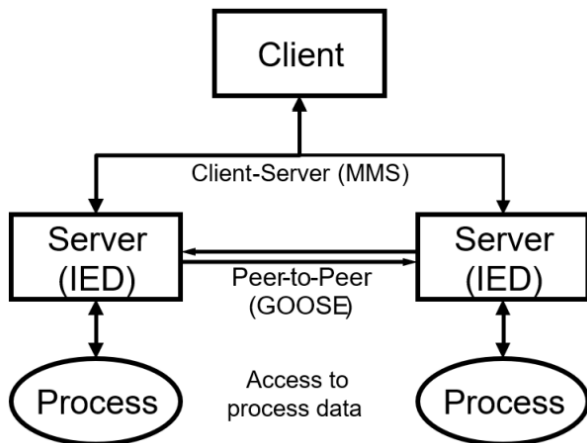 Client
Client-Server (MMS)
Server
(IED)
Server
(IED)
Peer-to-Peer
(GOOSE)
Process
Access to
process data
Process